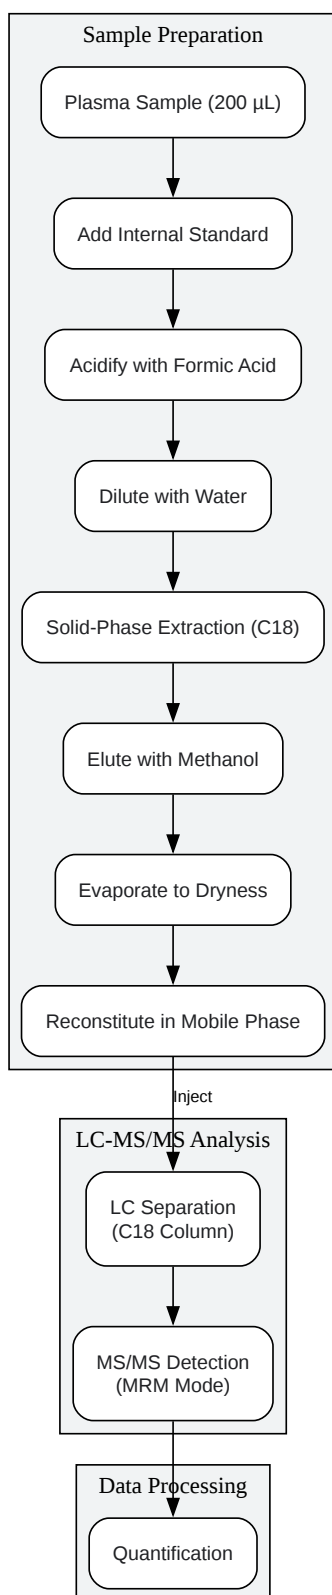 Sample Preparation
Plasma Sample (200 µL)
Add Internal Standard
Acidify with Formic Acid
Dilute with Water
Solid-Phase Extraction (C18)
Elute with Methanol
Evaporate to Dryness
Reconstitute in Mobile Phase
Inject
LC-MS/MS Analysis
LC Separation
(C18 Column)
MS/MS Detection
(MRM Mode)
Data Processing
Quantification